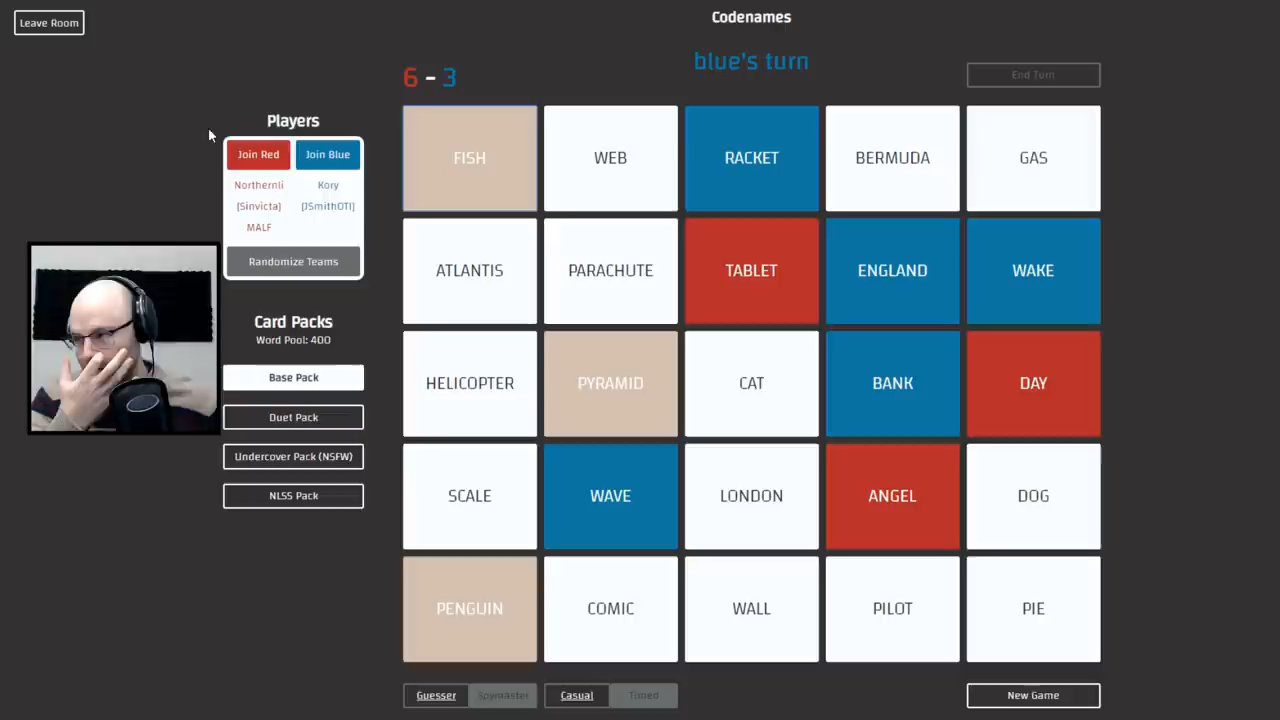 Leave Room
Codenames
blue's turn
6 - 3
End Turn
Players
Join Red Join Blue
Northernli Kory
[Sinvicta] [JSmithOTI]
MALF
Randomize Teams
Card Packs
Word Pool: 400
Base Pack
Duet Pack
Undercover Pack (NSFW)
NLSS Pack
FISH WEB RACKET BERMUDA GAS
ATLANTIS PARACHUTE TABLET ENGLAND WAKE
HELICOPTER PYRAMID CAT BANK DAY
SCALE WAVE LONDON ANGEL DOG
PENGUIN COMIC WALL PILOT PIE
Guesser Spymaster Casual Timed New Game